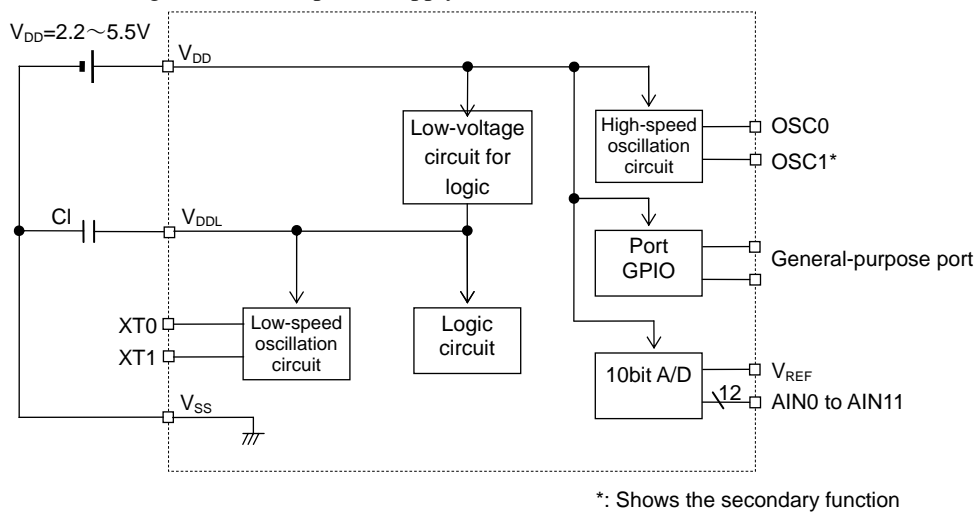 V_DD=2.2～5.5V
V_DD
Low-voltage
circuit for
logic
High-speed
oscillation
circuit
OSC0
OSC1*
Cl
V_DDL
Port
GPIO
General-purpose port
XT0
XT1
Low-speed
oscillation
circuit
Logic
circuit
10bit A/D
V_REF
12
AIN0 to AIN11
V_SS
*: Shows the secondary function